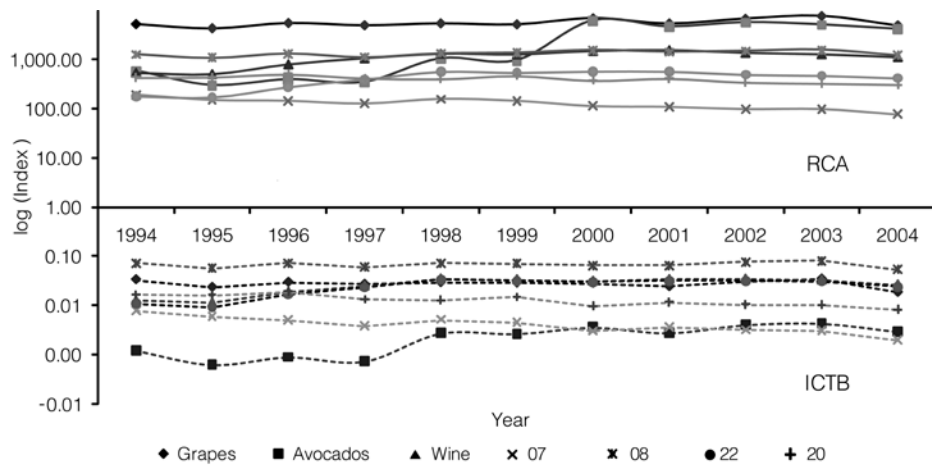 log (Index)
1,000.00
100.00
10.00
1.00
0.10
0.01
0.00
-0.01
RCA
1994 1995 1996 1997 1998 1999 2000 2001 2002 2003 2004
ICTB
Year
Grapes Avocados Wine 07 08 22 20